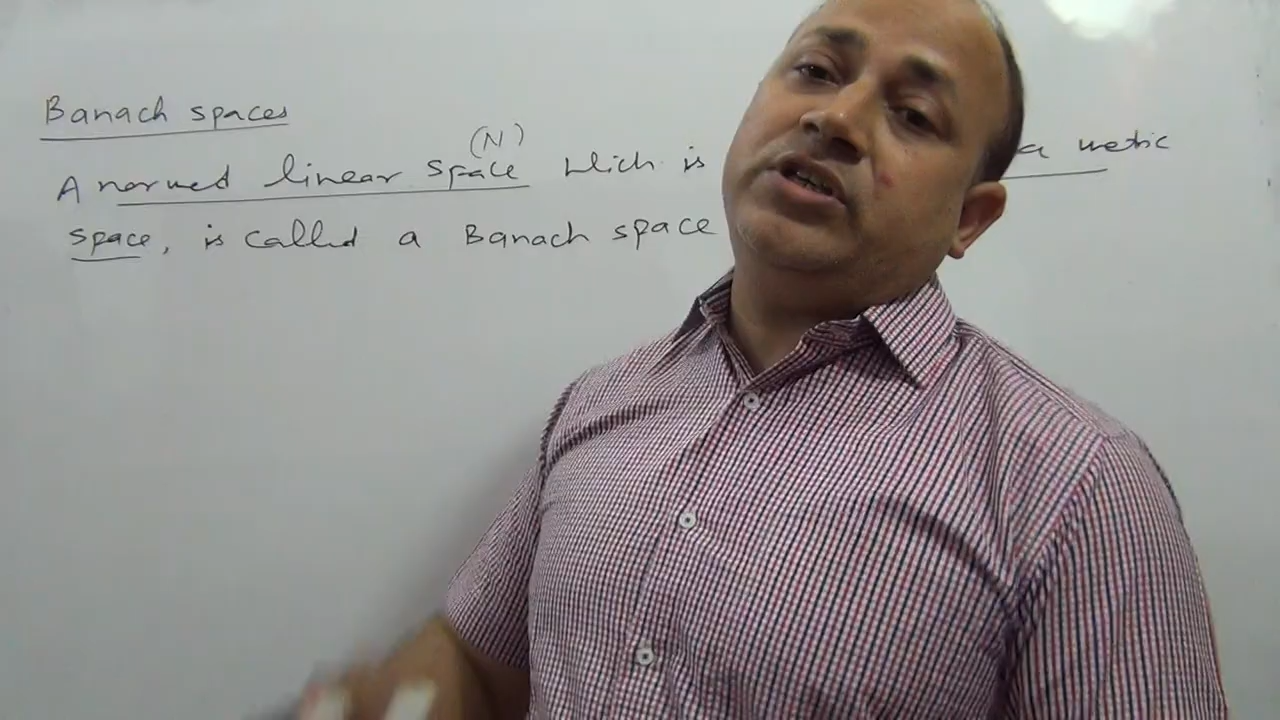 Banach spaces
(N)
A normed linear space which is a metric
space, is called a Banach space